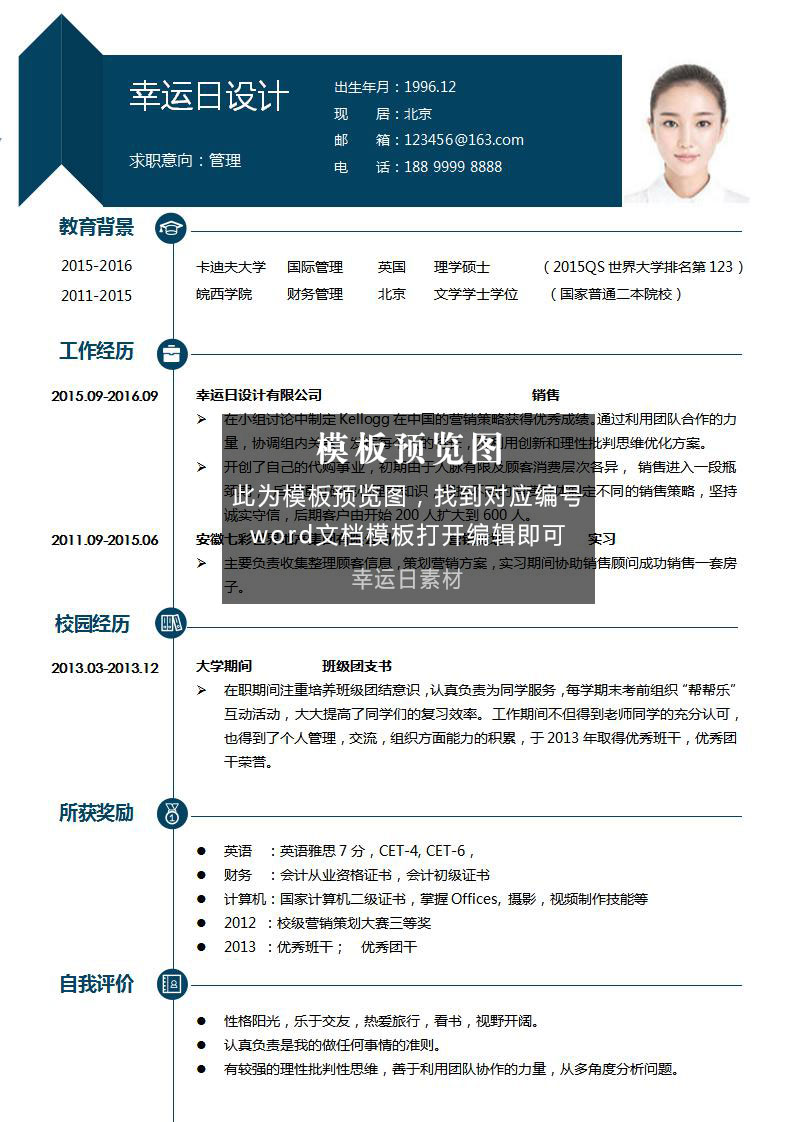 幸运日设计
求职意向：管理
出生年月：1996.12
现　　居：北京
邮　　箱：123456@163.com
电　　话：188 9999 8888
教育背景
2015-2016 卡迪夫大学 国际管理 英国 理学硕士 （2015QS 世界大学排名第 123）
2011-2015 皖西学院 财务管理 北京 文学学士学位 （国家普通二本院校）
工作经历
2015.09-2016.09 幸运日设计有限公司 销售
在小组讨论中制定 Kellogg 在中国的营销策略获得优秀成绩。通过利用团队合作的力
量，协调组内关 利用创新和理性批判思维优化方案。
开创了自己的代购事业，初期由于人脉有限及顾客消费层次各异， 销售进入一段瓶
知识 定不同的销售策略，坚持
诚实守信，后期客户由开始 200 人扩大到 600 人。
2011.09-2015.06 安徽七彩 实习
主要负责收集整理顾客信息，策划营销方案，实习期间协助销售顾问成功销售一套房
子。
模板预览图
此为模板预览图，找到对应编号
word文档模板打开编辑即可
幸运日素材
校园经历
2013.03-2013.12 大学期间 班级团支书
在职期间注重培养班级团结意识，认真负责为同学服务，每学期末考前组织“帮帮乐”
互动活动，大大提高了同学们的复习效率。工作期间不但得到老师同学的充分认可，
也得到了个人管理，交流，组织方面能力的积累，于 2013 年取得优秀班干，优秀团
干荣誉。
所获奖励
英语　：英语雅思 7 分，CET-4, CET-6，
财务　：会计从业资格证书，会计初级证书
计算机：国家计算机二级证书，掌握 Offices, 摄影，视频制作技能等
2012 ：校级营销策划大赛三等奖
2013 ：优秀班干； 优秀团干
自我评价
性格阳光，乐于交友，热爱旅行，看书，视野开阔。
认真负责是我的做任何事情的准则。
有较强的理性批判性思维，善于利用团队协作的力量，从多角度分析问题。